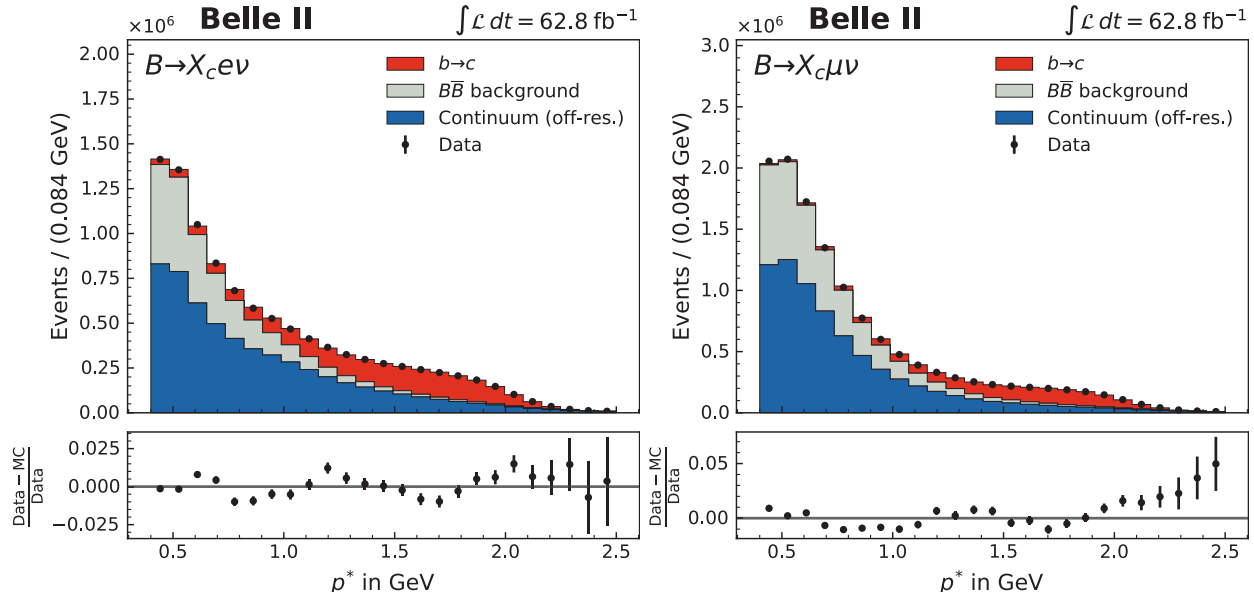 ×10⁶ Belle II ∫ℒ dt = 62.8 fb⁻¹
B→X_c eν
b→c
BB̅ background
Continuum (off-res.)
Data
Events / (0.084 GeV)
2.00
1.75
1.50
1.25
1.00
0.75
0.50
0.25
0.00
Data − MC
Data
0.025
0.000
−0.025
0.5 1.0 1.5 2.0 2.5
p* in GeV
×10⁶ Belle II ∫ℒ dt = 62.8 fb⁻¹
B→X_c μν
b→c
BB̅ background
Continuum (off-res.)
Data
Events / (0.084 GeV)
3.0
2.5
2.0
1.5
1.0
0.5
0.0
Data − MC
Data
0.05
0.00
0.5 1.0 1.5 2.0 2.5
p* in GeV